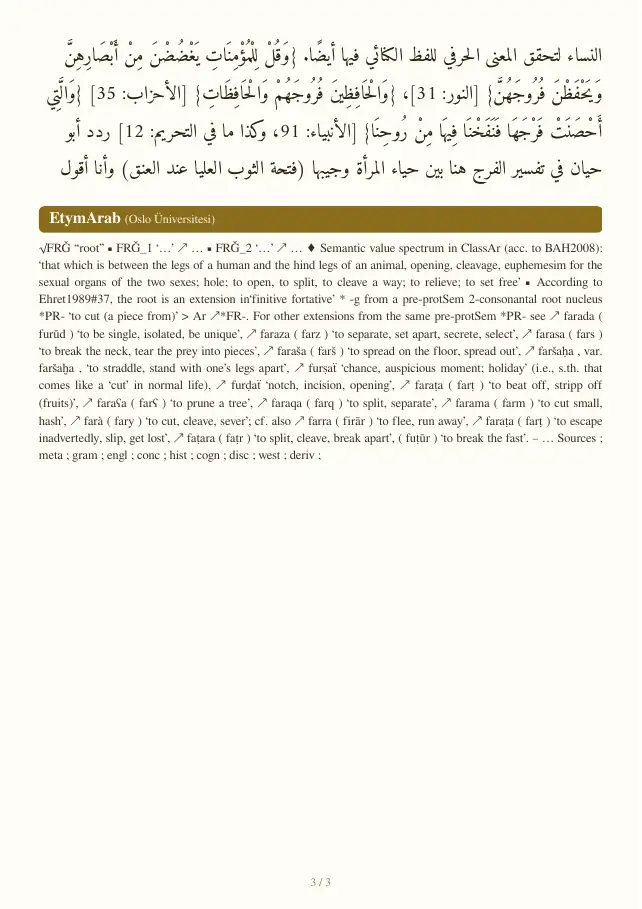 النساء لتحقق المعنى الحرفي للفظ الكنائي فيها أيضًا. {وَقُلْ لِلْمُؤْمِنَاتِ يَغْضُضْنَ مِنْ أَبْصَارِهِنَّ
وَيَحْفَظْنَ فُرُوجَهُنَّ} [النور: 31]، {وَالْحَافِظِينَ فُرُوجَهُمْ وَالْحَافِظَاتِ} [الأحزاب: 35] {وَالَّتِي
أَحْصَنَتْ فَرْجَهَا فَنَفَخْنَا فِيهَا مِنْ رُوحِنَا} [الأنبياء: 91، وكذا ما في التحريم: 12] ردد أبو
حيان في تفسير الفرج هنا بين حياء المرأة وجيبها (فتحة الثوب العليا عند العنق) وأنا أقول
EtymArab (Oslo Üniversitesi)
√FRǦ “root” ▪ FRǦ_1 ‘…’ ↗ … ▪ FRǦ_2 ‘…’ ↗ … ♦ Semantic value spectrum in ClassAr (acc. to BAH2008):
‘that which is between the legs of a human and the hind legs of an animal, opening, cleavage, euphemesim for the
sexual organs of the two sexes; hole; to open, to split, to cleave a way; to relieve; to set free’ ▪ According to
Ehret1989#37, the root is an extension in‘finitive fortative’ * -g from a pre-protSem 2-consonantal root nucleus
*PR- ‘to cut (a piece from)’ > Ar ↗*FR-. For other extensions from the same pre-protSem *PR- see ↗ farada (
furūd ) ‘to be single, isolated, be unique’, ↗ faraza ( farz ) ‘to separate, set apart, secrete, select’, ↗ farasa ( fars )
‘to break the neck, tear the prey into pieces’, ↗ faraša ( farš ) ‘to spread on the floor, spread out’, ↗ faršaḥa , var.
faršaḫa , ‘to straddle, stand with one’s legs apart’, ↗ furṣaẗ ‘chance, auspicious moment; holiday’ (i.e., s.th. that
comes like a ‘cut’ in normal life), ↗ furḍaẗ ‘notch, incision, opening’, ↗ faraṭa ( farṭ ) ‘to beat off, stripp off
(fruits)’, ↗ faraʕa ( farʕ ) ‘to prune a tree’, ↗ faraqa ( farq ) ‘to split, separate’, ↗ farama ( farm ) ‘to cut small,
hash’, ↗ farà ( fary ) ‘to cut, cleave, sever’; cf. also ↗ farra ( firār ) ‘to flee, run away’, ↗ faraṭa ( farṭ ) ‘to escape
inadvertedly, slip, get lost’, ↗ faṭara ( faṭr ) ‘to split, cleave, break apart’, ( fuṭūr ) ‘to break the fast’. – … Sources ;
meta ; gram ; engl ; conc ; hist ; cogn ; disc ; west ; deriv ;
3 / 3